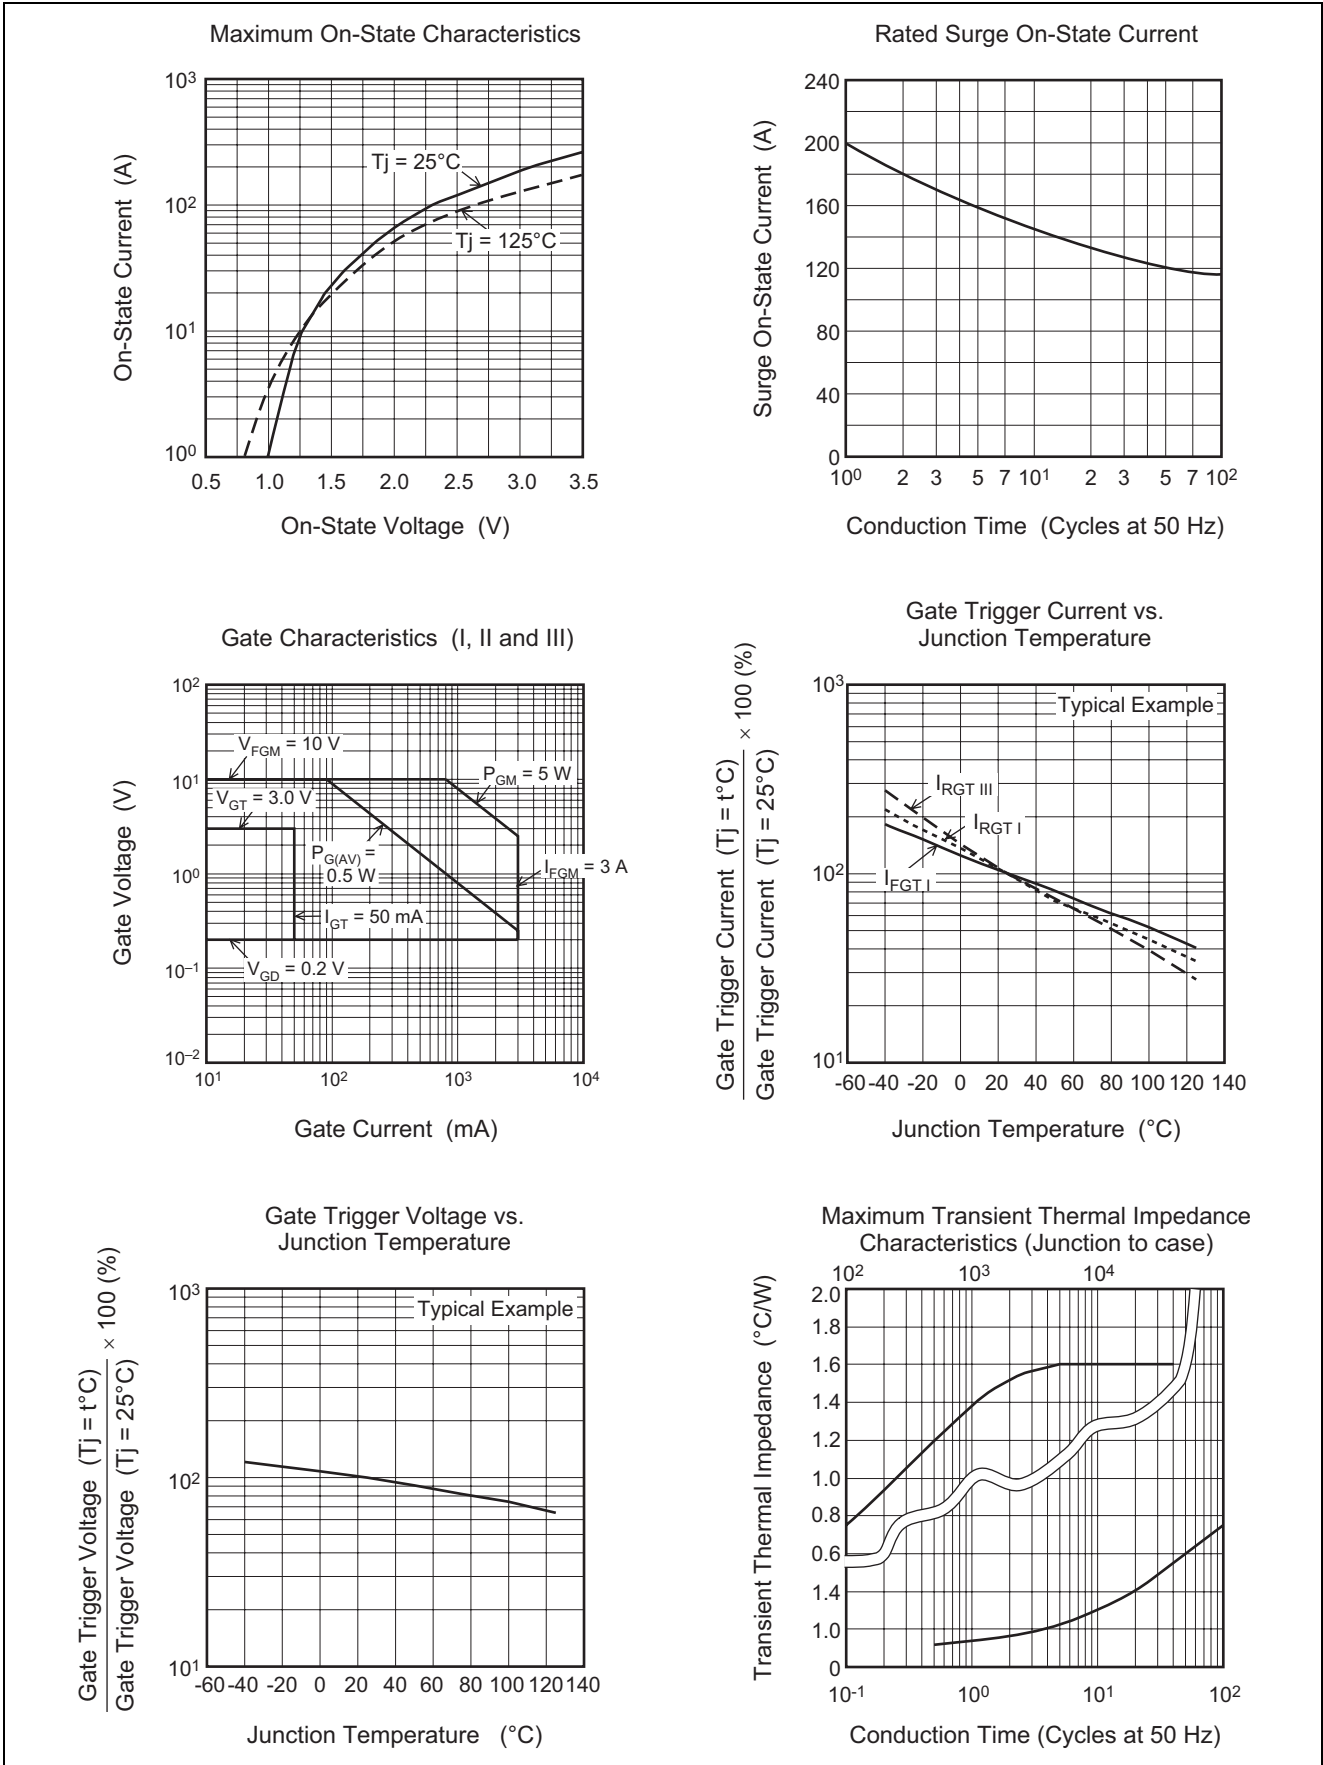 Maximum On-State Characteristics
On-State Current (A)
10³
10²
10¹
10⁰
Tj = 25°C
Tj = 125°C
0.5 1.0 1.5 2.0 2.5 3.0 3.5
On-State Voltage (V)
Rated Surge On-State Current
Surge On-State Current (A)
240
200
160
120
80
40
0
10⁰ 2 3 5 7 10¹ 2 3 5 7 10²
Conduction Time (Cycles at 50 Hz)
Gate Characteristics (I, II and III)
Gate Voltage (V)
10²
10¹
10⁰
10⁻¹
10⁻²
V_FGM = 10 V
P_GM = 5 W
V_GT = 3.0 V
P_G(AV) =
0.5 W
I_FGM = 3 A
I_GT = 50 mA
V_GD = 0.2 V
10¹ 10² 10³ 10⁴
Gate Current (mA)
Gate Trigger Current vs.
Junction Temperature
Gate Trigger Current (Tj = t°C)
Gate Trigger Current (Tj = 25°C)
× 100 (%)
10³
10²
10¹
Typical Example
I_RGT III
I_RGT I
I_FGT I
-60 -40 -20 0 20 40 60 80 100 120 140
Junction Temperature (°C)
Gate Trigger Voltage vs.
Junction Temperature
Gate Trigger Voltage (Tj = t°C)
Gate Trigger Voltage (Tj = 25°C)
× 100 (%)
10³
10²
10¹
Typical Example
-60 -40 -20 0 20 40 60 80 100 120 140
Junction Temperature (°C)
Maximum Transient Thermal Impedance
Characteristics (Junction to case)
Transient Thermal Impedance (°C/W)
10² 10³ 10⁴
2.0
1.8
1.6
1.4
1.2
1.0
0.8
0.6
1.4
1.0
0
10⁻¹ 10⁰ 10¹ 10²
Conduction Time (Cycles at 50 Hz)